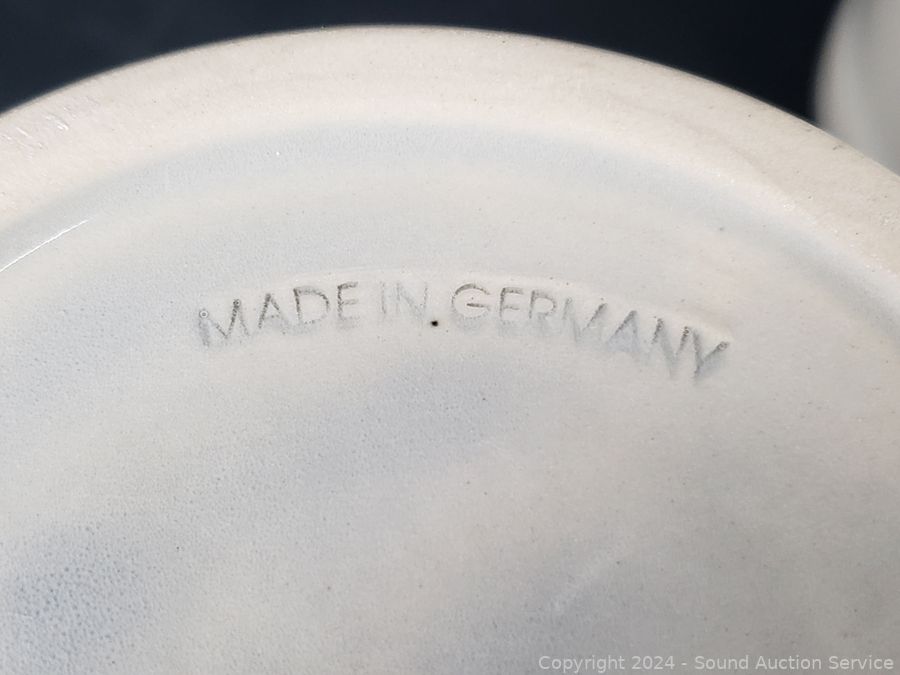 MADE IN GERMANY
Copyright 2024 - Sound Auction Service